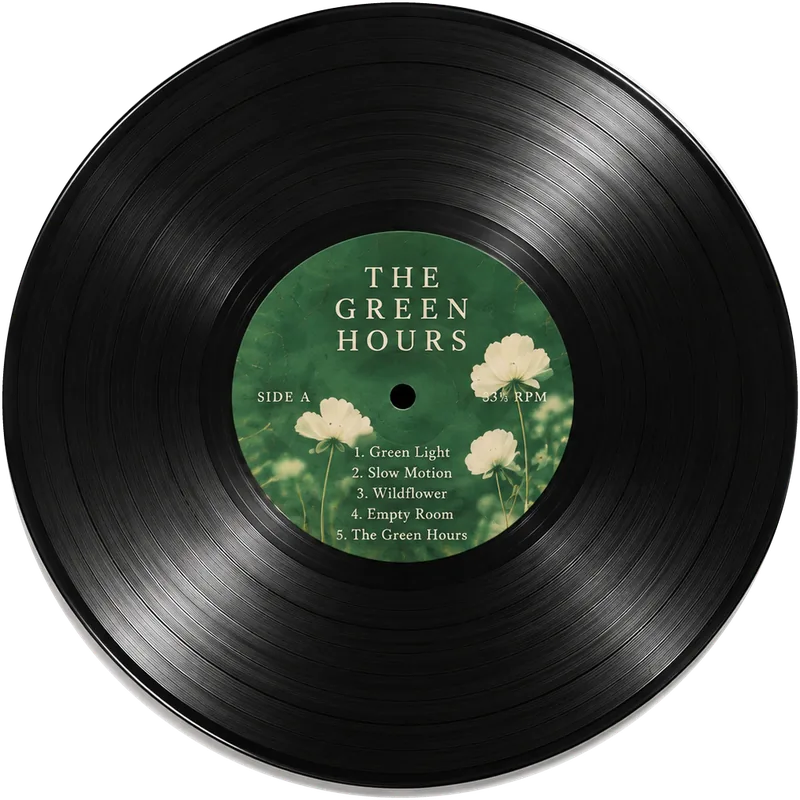 THE
GREEN
HOURS
SIDE A
33⅓ RPM
1. Green Light
2. Slow Motion
3. Wildflower
4. Empty Room
5. The Green Hours